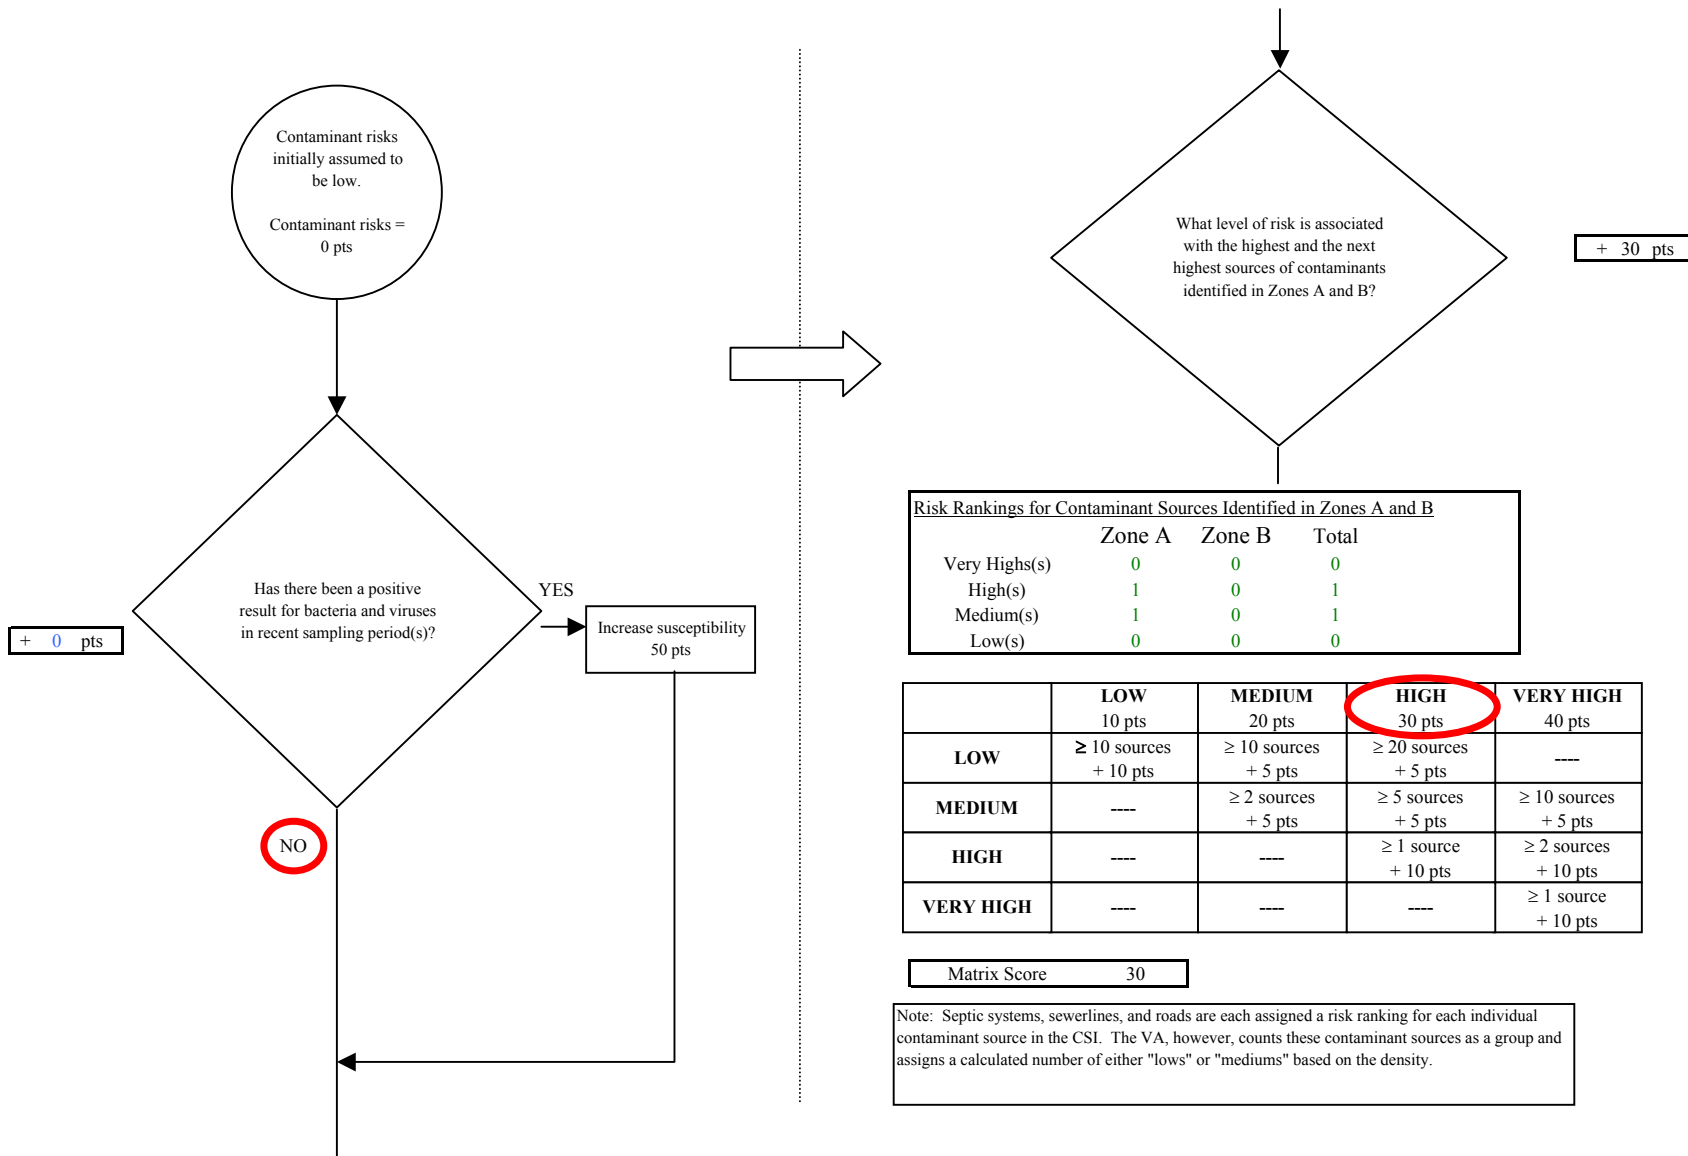 Contaminant risks
initially assumed to
be low.
Contaminant risks =
0 pts
Has there been a positive
result for bacteria and viruses
in recent sampling period(s)?
YES
+ 0 pts
Increase susceptibility
50 pts
NO
What level of risk is associated
with the highest and the next
highest sources of contaminants
identified in Zones A and B?
+ 30 pts
Risk Rankings for Contaminant Sources Identified in Zones A and B
Zone A Zone B Total
Very Highs(s) 0 0 0
High(s) 1 0 1
Medium(s) 1 0 1
Low(s) 0 0 0
LOW MEDIUM HIGH VERY HIGH
10 pts 20 pts 30 pts 40 pts
LOW ≥ 10 sources ≥ 10 sources ≥ 20 sources ----
+ 10 pts + 5 pts + 5 pts
MEDIUM ---- ≥ 2 sources ≥ 5 sources ≥ 10 sources
+ 5 pts + 5 pts + 5 pts
HIGH ---- ---- ≥ 1 source ≥ 2 sources
+ 10 pts + 10 pts
VERY HIGH ---- ---- ---- ≥ 1 source
+ 10 pts
Matrix Score 30
Note: Septic systems, sewerlines, and roads are each assigned a risk ranking for each individual
contaminant source in the CSI. The VA, however, counts these contaminant sources as a group and
assigns a calculated number of either "lows" or "mediums" based on the density.